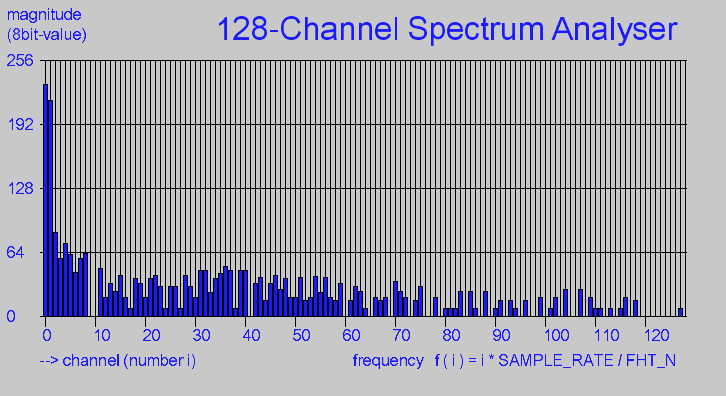 magnitude
(8bit-value)
128-Channel Spectrum Analyser
256
192
128
64
0
0 10 20 30 40 50 60 70 80 90 100 110 120
--> channel (number i)
frequency f ( i ) = i * SAMPLE_RATE / FHT_N